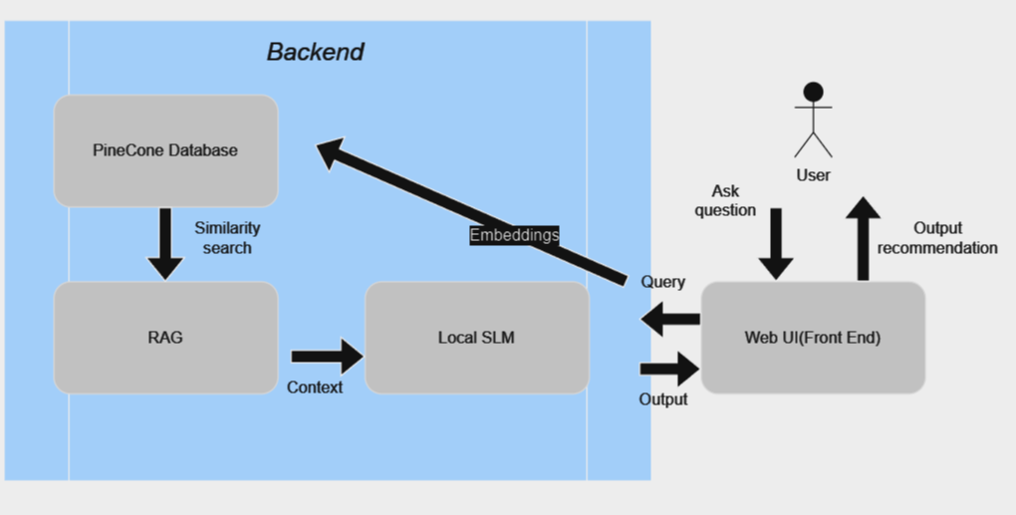 Backend
PineCone Database
User
Ask
question
Similarity
search
Output
recommendation
Embeddings
Query
RAG
Local SLM
Web UI(Front End)
Context
Output